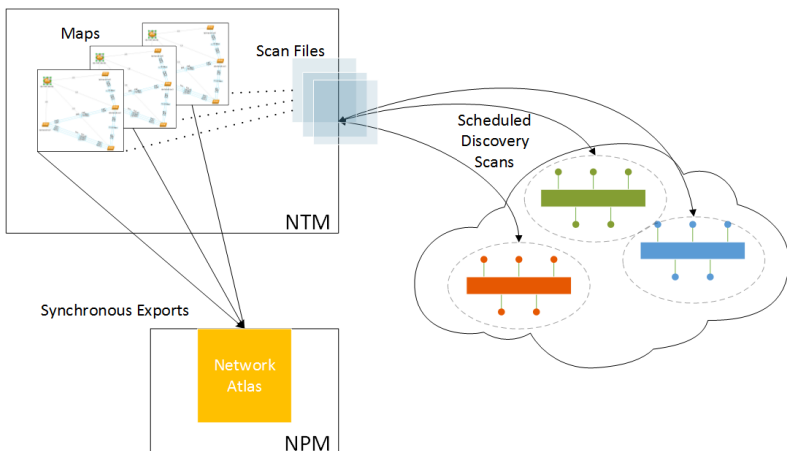 Maps
Scan Files
Scheduled
Discovery
Scans
NTM
Synchronous Exports
Network
Atlas
NPM